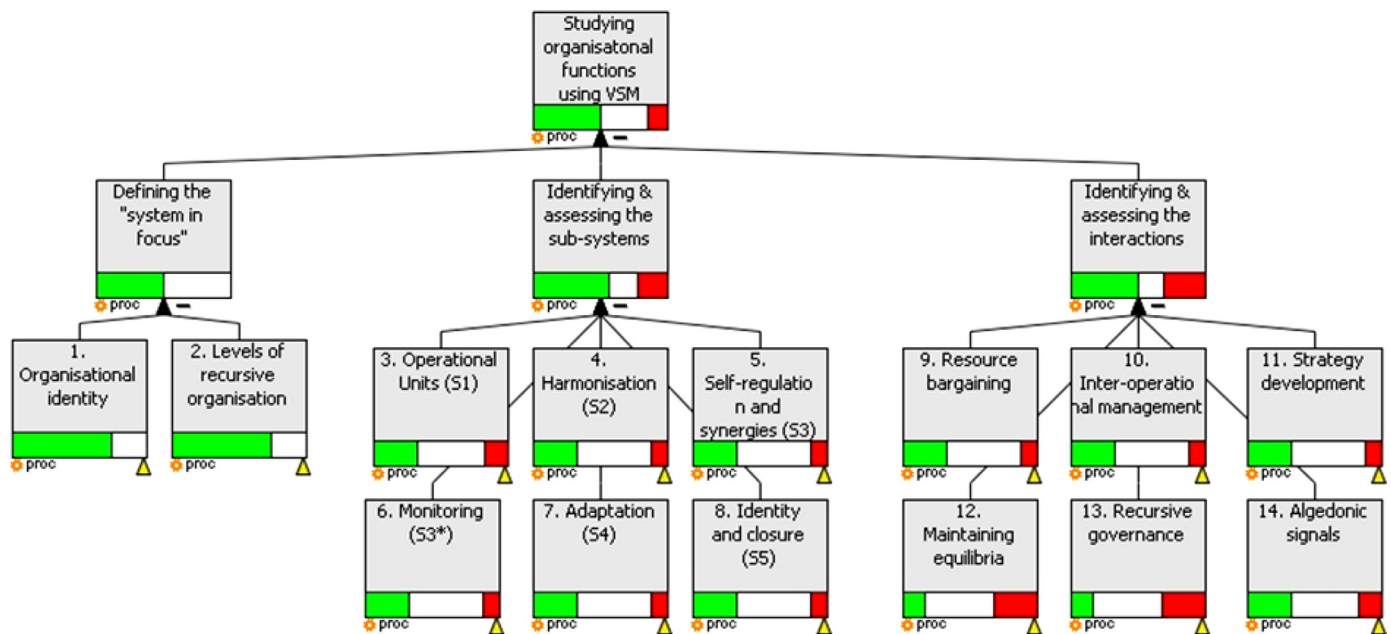 Studying
organisatonal
functions
using VSM
proc
Defining the
"system in
focus"
proc
Identifying &
assessing the
sub-systems
proc
Identifying &
assessing the
interactions
proc
1.
Organisational
identity
proc
2. Levels of
recursive
organisation
proc
3. Operational
Units (S1)
proc
4.
Harmonisation
(S2)
proc
5.
Self-regulatio
n and
synergies (S3)
proc
9. Resource
bargaining
proc
10.
Inter-operatio
nal management
proc
11. Strategy
development
proc
6. Monitoring
(S3*)
proc
7. Adaptation
(S4)
proc
8. Identity
and closure
(S5)
proc
12.
Maintaining
equilibria
proc
13. Recursive
governance
proc
14. Algedonic
signals
proc